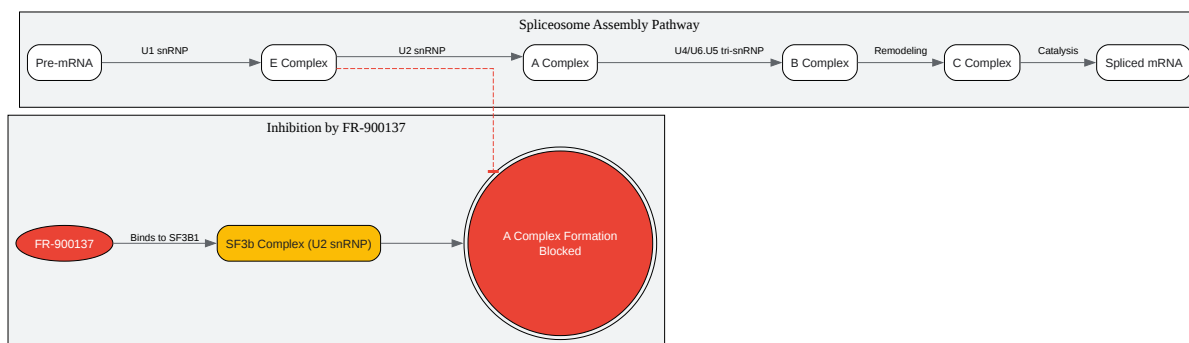 Spliceosome Assembly Pathway
Pre-mRNA
U1 snRNP
E Complex
U2 snRNP
A Complex
U4/U6.U5 tri-snRNP
B Complex
Remodeling
C Complex
Catalysis
Spliced mRNA
Inhibition by FR-900137
FR-900137
Binds to SF3B1
SF3b Complex (U2 snRNP)
A Complex Formation
Blocked